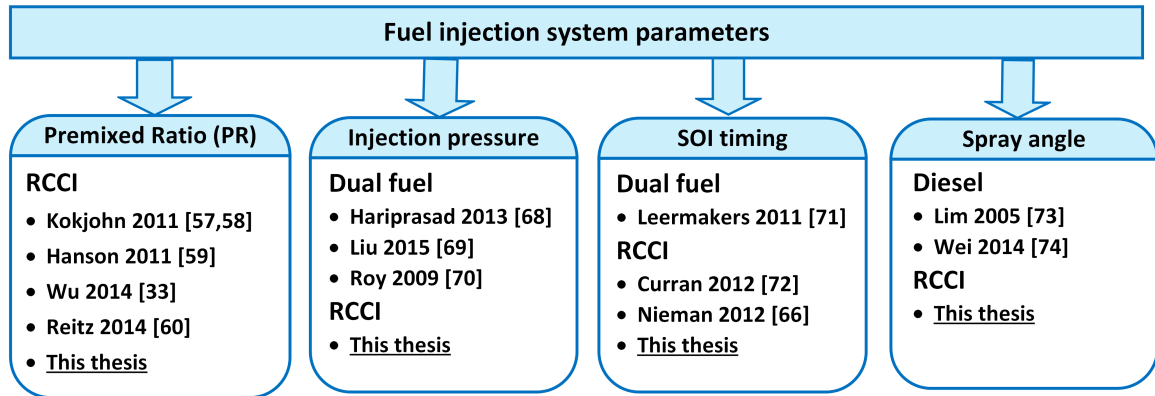 Fuel injection system parameters
Premixed Ratio (PR)
RCCI
• Kokjohn 2011 [57,58]
• Hanson 2011 [59]
• Wu 2014 [33]
• Reitz 2014 [60]
• This thesis
Injection pressure
Dual fuel
• Hariprasad 2013 [68]
• Liu 2015 [69]
• Roy 2009 [70]
RCCI
• This thesis
SOI timing
Dual fuel
• Leermakers 2011 [71]
RCCI
• Curran 2012 [72]
• Nieman 2012 [66]
• This thesis
Spray angle
Diesel
• Lim 2005 [73]
• Wei 2014 [74]
RCCI
• This thesis